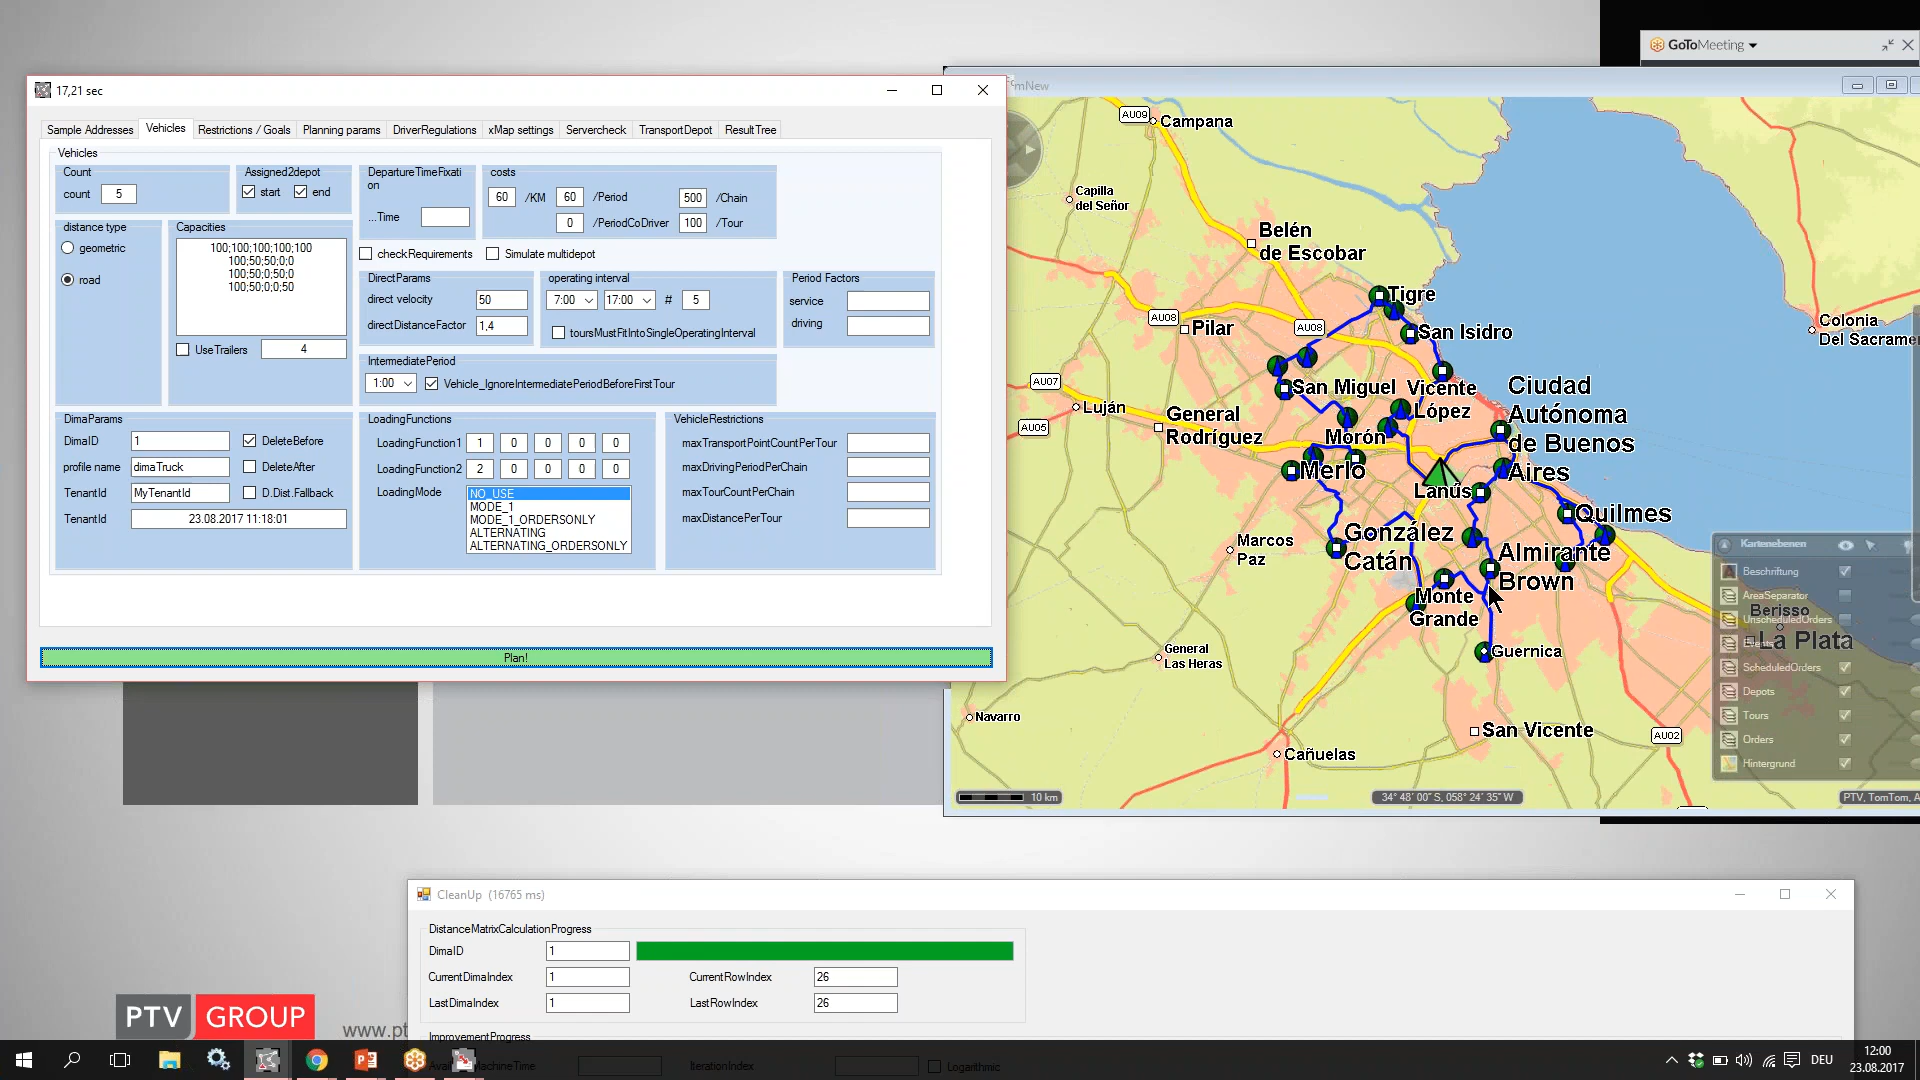 GoToMeeting
17,21 sec
mNew
Sample Addresses
Vehicles
Restrictions / Goals
Planning params
DriverRegulations
xMap settings
Servercheck
TransportDepot
ResultTree
Vehicles
Count
count 5
Assigned2depot
start
end
DepartureTimeFixati
on
...Time
costs
60 /KM 60 /Period 500 /Chain
0 /PeriodCoDriver 100 /Tour
distance type
geometric
road
Capacities
100;100;100;100;100
100;50;50;0;0
100;50;0;50;0
100;50;0;0;50
UseTrailers 4
checkRequirements
Simulate multidepot
DirectParams
direct velocity 50
directDistanceFactor 1,4
operating interval
7:00 17:00 # 5
toursMustFitIntoSingleOperatingInterval
Period Factors
service
driving
IntermediatePeriod
1:00 Vehicle_IgnoreIntermediatePeriodBeforeFirstTour
DimaParams
DimaID 1 DeleteBefore
profile name dimaTruck DeleteAfter
TenantId MyTenantId D.Dist.Fallback
TenantId 23.08.2017 11:18:01
LoadingFunctions
LoadingFunction1 1 0 0 0 0
LoadingFunction2 2 0 0 0 0
LoadingMode
NO_USE
MODE_1
MODE_1_ORDERSONLY
ALTERNATING
ALTERNATING_ORDERSONLY
VehicleRestrictions
maxTransportPointCountPerTour
maxDrivingPeriodPerChain
maxTourCountPerChain
maxDistancePerTour
Plan!
AU09
Campana
Capilla
del Señor
Belén
de Escobar
Tigre
AU08
Pilar
AU08
San Isidro
Colonia
Del Sacrame
AU07
Luján
San Miguel
Vicente
López
Ciudad
Autónoma
de Buenos
Aires
AU05
General
Rodríguez
Morón
Merlo
Lanús
Quilmes
Marcos
Paz
González
Catán
Almirante
Brown
Monte
Grande
Guernica
Berisso
La Plata
General
Las Heras
Navarro
San Vicente
AU02
Cañuelas
10 km
34° 48' 00" S, 058° 24' 35" W
PTV, TomTom, A
Kartenebenen
Beschriftung
AreaSeparator
UnscheduledOrders
Events
ScheduledOrders
Depots
Tours
Orders
Hintergrund
CleanUp (16765 ms)
DistanceMatrixCalculationProgress
DimaID 1
CurrentDimaIndex 1 CurrentRowIndex 26
LastDimaIndex 1 LastRowIndex 26
ImprovementProgress
MachineTime IterationIndex Logarithmic
PTV GROUP
www.pt
DEU
12:00
23.08.2017